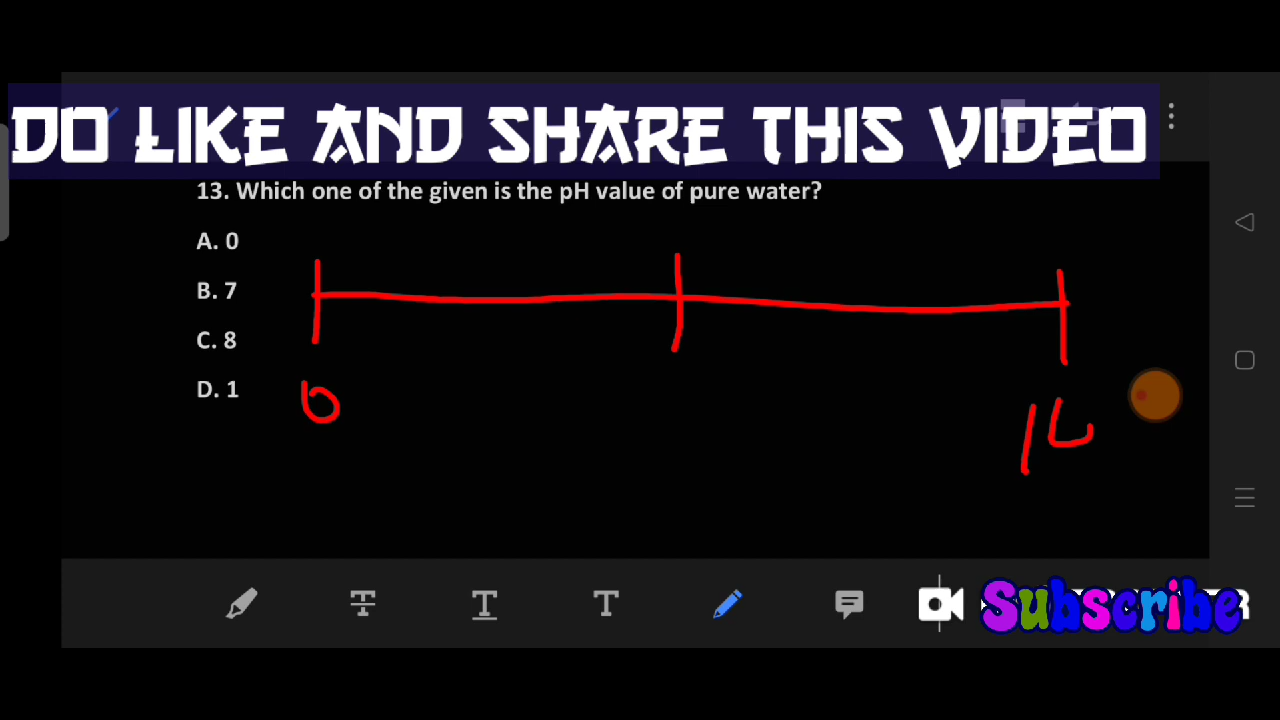 DO LIKE AND SHARE THIS VIDEO
13. Which one of the given is the pH value of pure water?
A. 0
B. 7
C. 8
D. 1
0
14
T T T
Subscribe
R